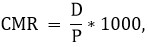 CMR = D/P * 1000,